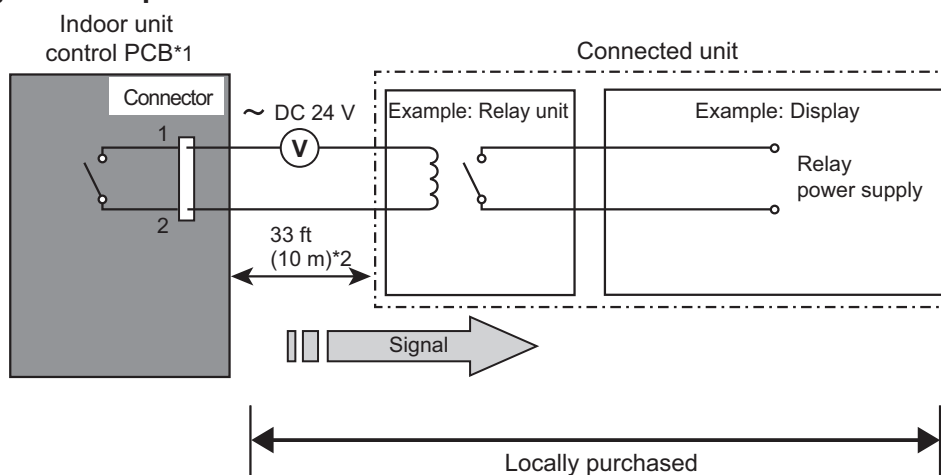 Indoor unit
control PCB*1
Connected unit
Connector
~ DC 24 V
Example: Relay unit
Example: Display
1
V
Relay
power supply
2
33 ft
(10 m)*2
Signal
Locally purchased